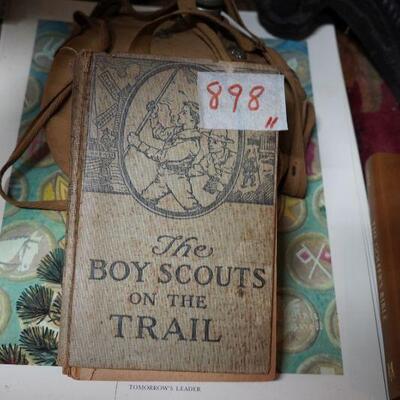 898
"
The
BOY SCOUTS
ON THE
TRAIL
TOMORROW'S LEADER